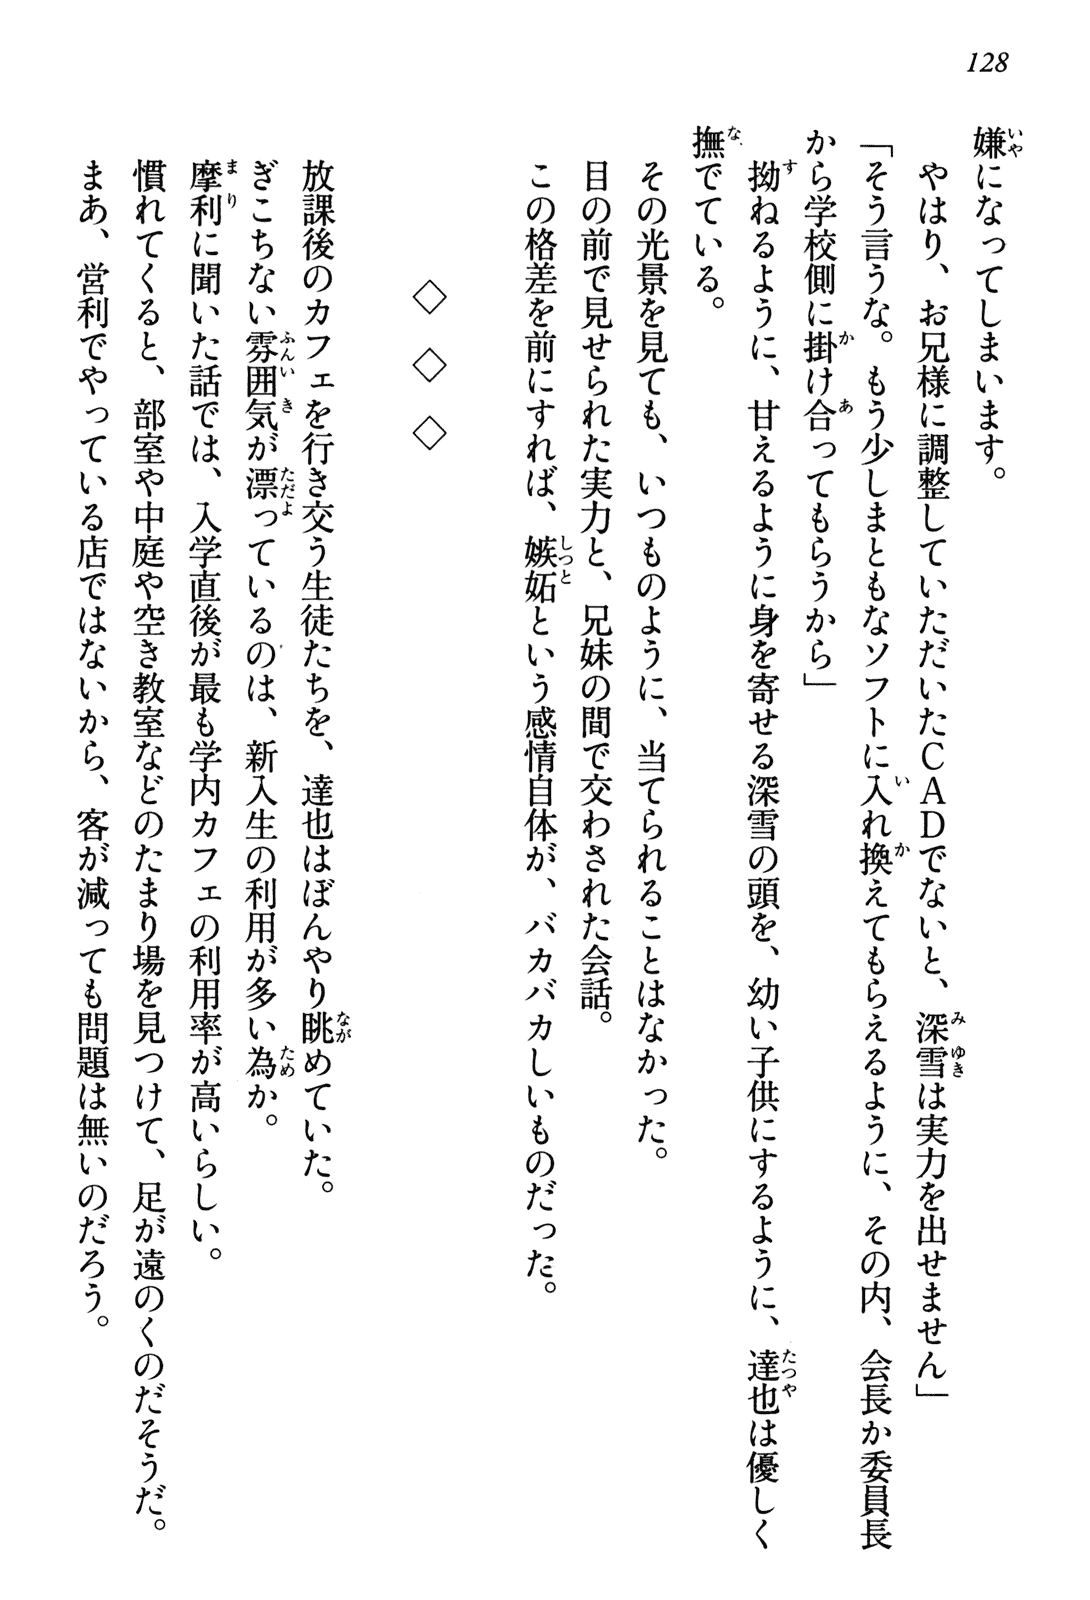 128
嫌になってしまいます。
やはり、お兄様に調整していただいたＣＡＤでないと、深雪は実力を出せません」
「そう言うな。もう少しまともなソフトに入れ換えてもらえるように、その内、会長か委員長
から学校側に掛け合ってもらうから」
拗ねるように、甘えるように身を寄せる深雪の頭を、幼い子供にするように、達也は優しく
撫でている。
その光景を見ても、いつものように、当てられることはなかった。
目の前で見せられた実力と、兄妹の間で交わされた会話。
この格差を前にすれば、嫉妬という感情自体が、バカバカしいものだった。
◇　◇　◇
放課後のカフェを行き交う生徒たちを、達也はぼんやり眺めていた。
ぎこちない雰囲気が漂っているのは、新入生の利用が多い為か。
摩利に聞いた話では、入学直後が最も学内カフェの利用率が高いらしい。
慣れてくると、部室や中庭や空き教室などのたまり場を見つけて、足が遠のくのだそうだ。
まあ、営利でやっている店ではないから、客が減っても問題は無いのだろう。